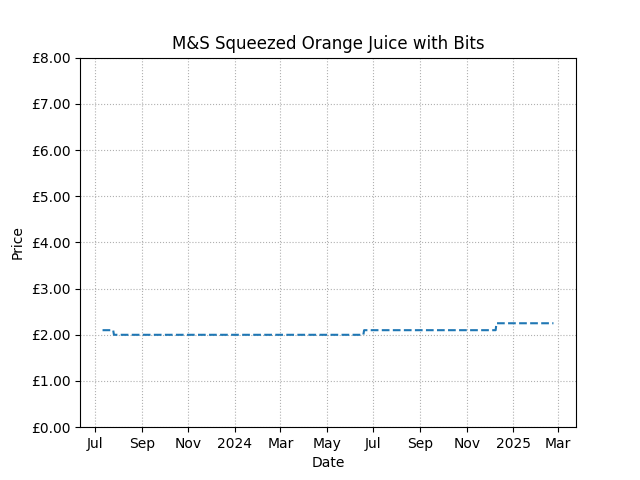 M&S Squeezed Orange Juice with Bits
£8.00
£7.00
£6.00
£5.00
£4.00
£3.00
£2.00
£1.00
£0.00
Price
Jul Sep Nov 2024 Mar May Jul Sep Nov 2025 Mar
Date